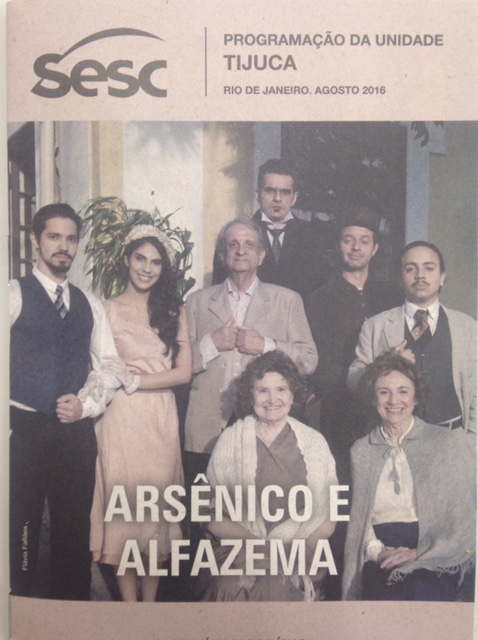 Sesc
PROGRAMAÇÃO DA UNIDADE
TIJUCA
RIO DE JANEIRO. AGOSTO 2016
ARSÊNICO E
ALFAZEMA